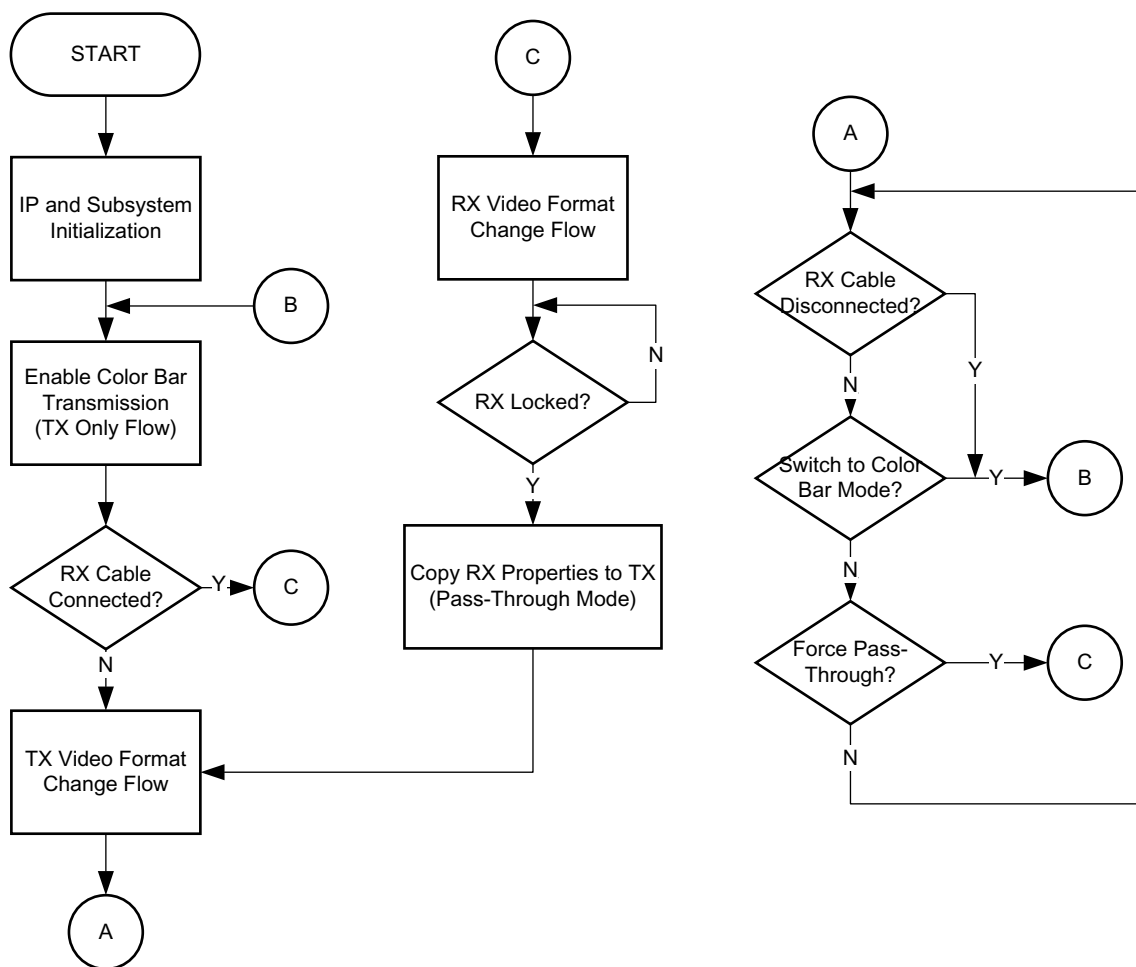 START
IP and Subsystem
Initialization
B
Enable Color Bar
Transmission
(TX Only Flow)
RX Cable
Connected?
Y
C
N
TX Video Format
Change Flow
A
C
RX Video Format
Change Flow
N
RX Locked?
Y
Copy RX Properties to TX
(Pass-Through Mode)
A
RX Cable
Disconnected?
Y
N
Switch to Color
Bar Mode?
Y
B
N
Force Pass-
Through?
Y
C
N